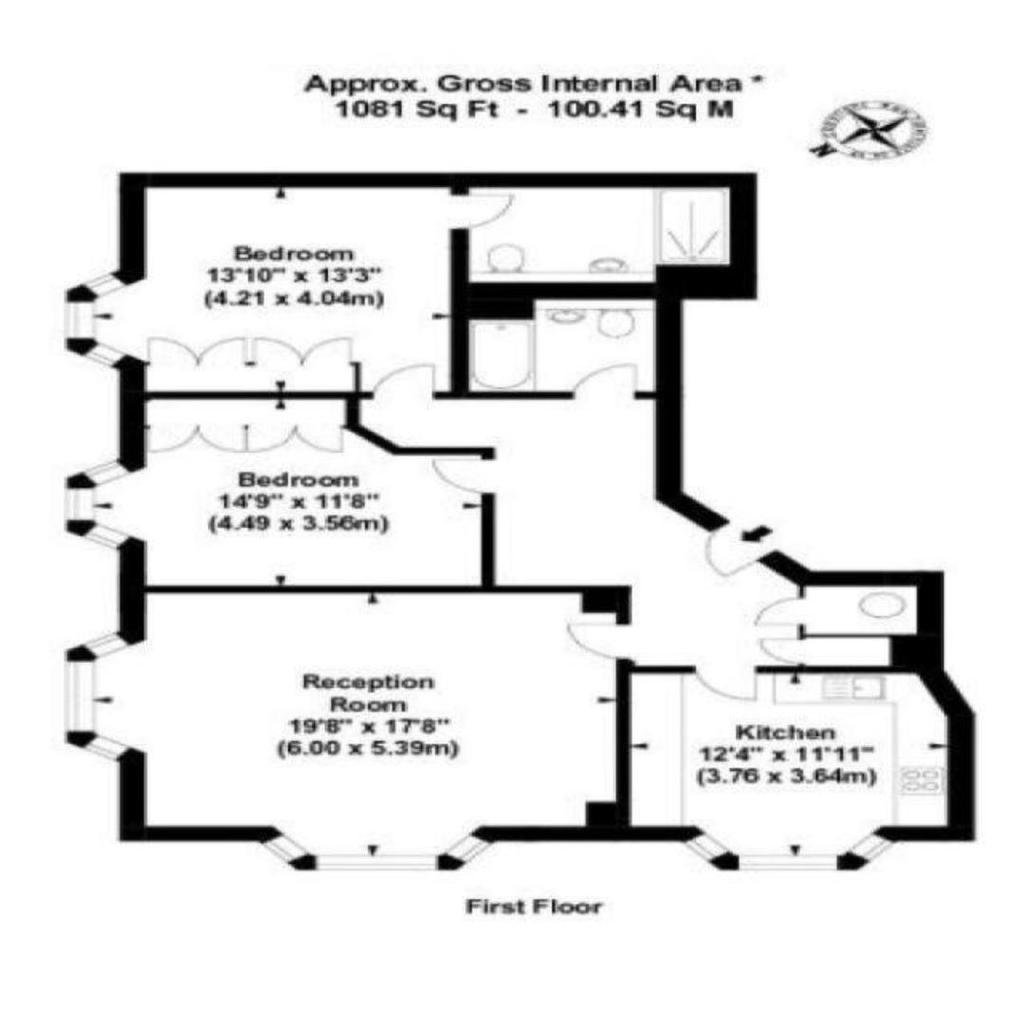 Approx. Gross Internal Area *
1081 Sq Ft - 100.41 Sq M
N
Bedroom
13'10" x 13'3"
(4.21 x 4.04m)
Bedroom
14'9" x 11'8"
(4.49 x 3.56m)
Reception
Room
19'8" x 17'8"
(6.00 x 5.39m)
Kitchen
12'4" x 11'11"
(3.76 x 3.64m)
First Floor